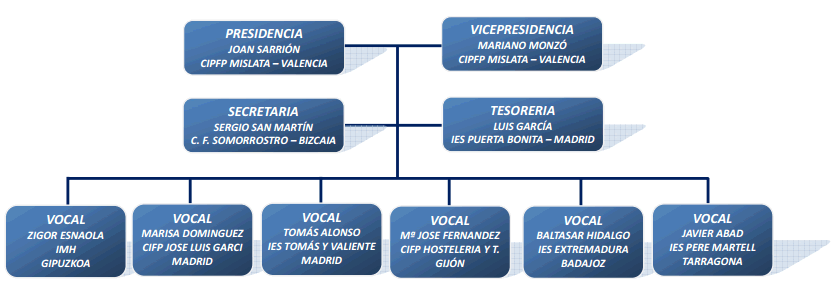 PRESIDENCIA
JOAN SARRIÓN
CIPFP MISLATA – VALENCIA
VICEPRESIDENCIA
MARIANO MONZÓ
CIPFP MISLATA – VALENCIA
SECRETARIA
SERGIO SAN MARTÍN
C. F. SOMORROSTRO – BIZCAIA
TESORERIA
LUIS GARCÍA
IES PUERTA BONITA – MADRID
VOCAL
ZIGOR ESNAOLA
IMH
GIPUZKOA
VOCAL
MARISA DOMINGUEZ
CIFP JOSE LUIS GARCI
MADRID
VOCAL
TOMÁS ALONSO
IES TOMÁS Y VALIENTE
MADRID
VOCAL
Mª JOSE FERNANDEZ
CIFP HOSTELERIA Y T.
GIJÓN
VOCAL
BALTASAR HIDALGO
IES EXTREMADURA
BADAJOZ
VOCAL
JAVIER ABAD
IES PERE MARTELL
TARRAGONA